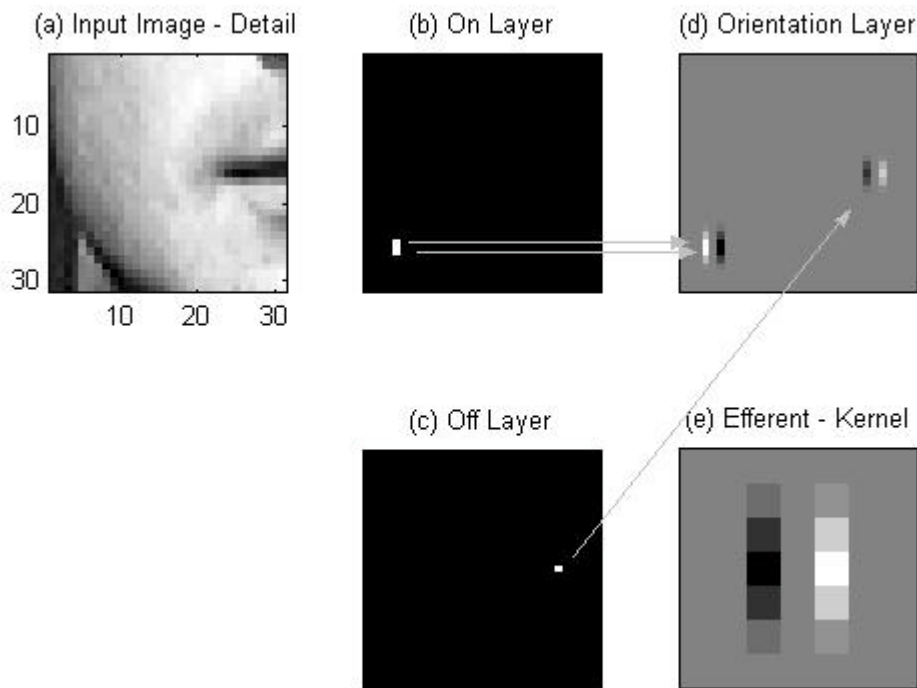 (a) Input Image - Detail
(b) On Layer
(d) Orientation Layer
10
20
30
10 20 30
(c) Off Layer
(e) Efferent - Kernel